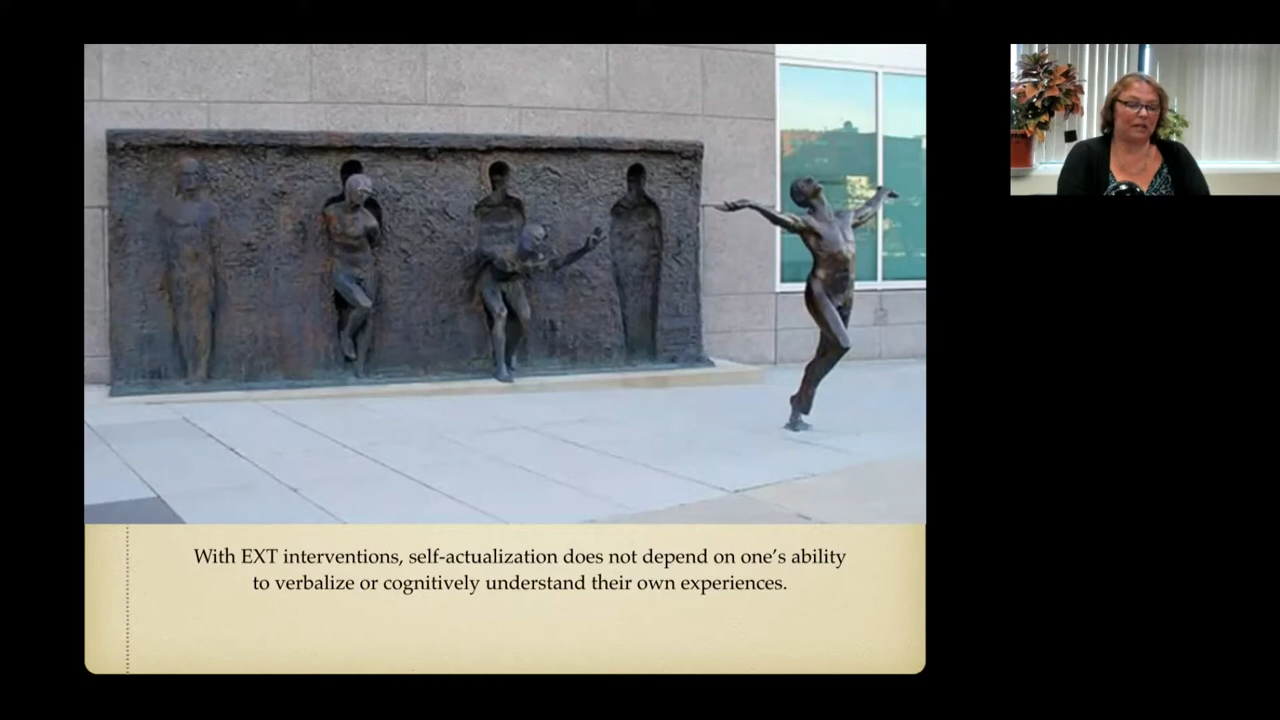 With EXT interventions, self-actualization does not depend on one’s ability
to verbalize or cognitively understand their own experiences.